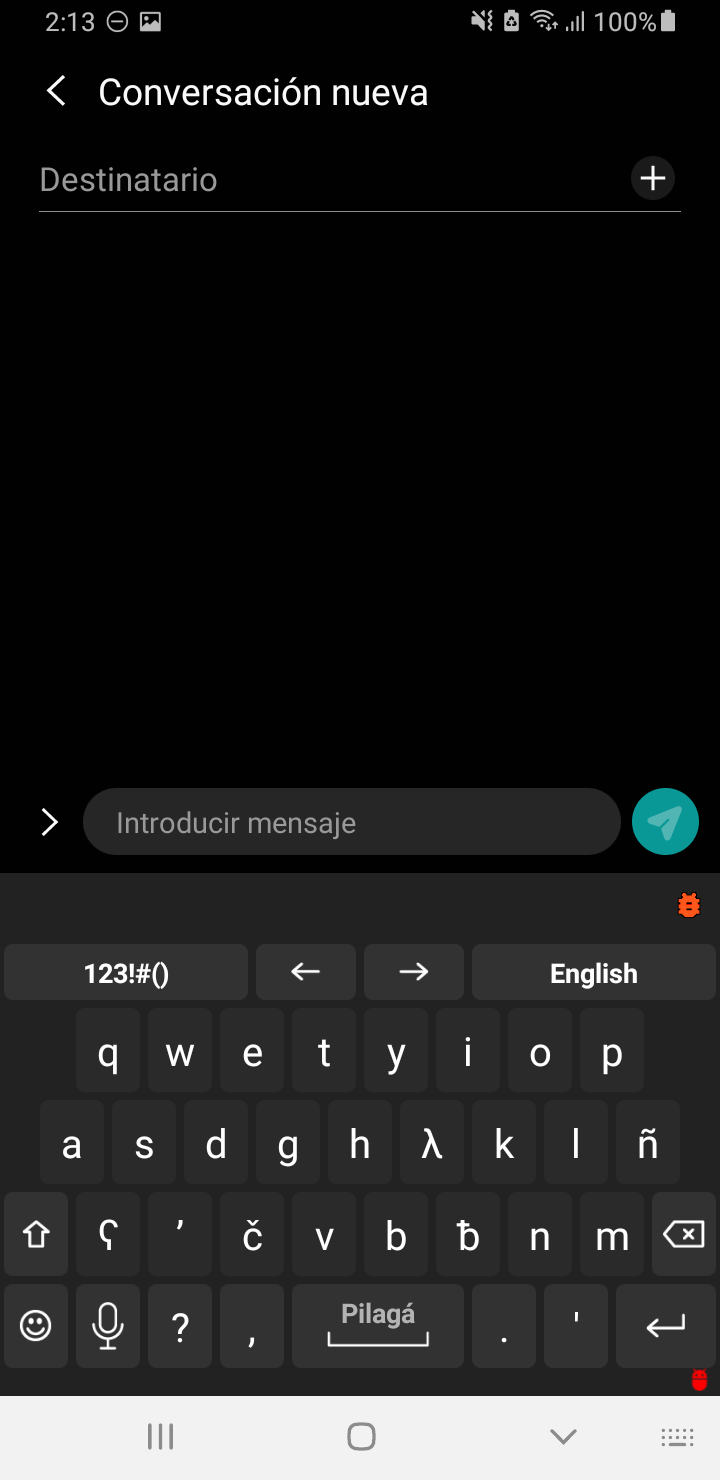 2:13 100%
Conversación nueva
Destinatario
Introducir mensaje
123!#() ← → English
q w e t y i o p
a s d g h λ k l ñ
ʕ ʼ č v b ƀ n m
? , Pilagá . '